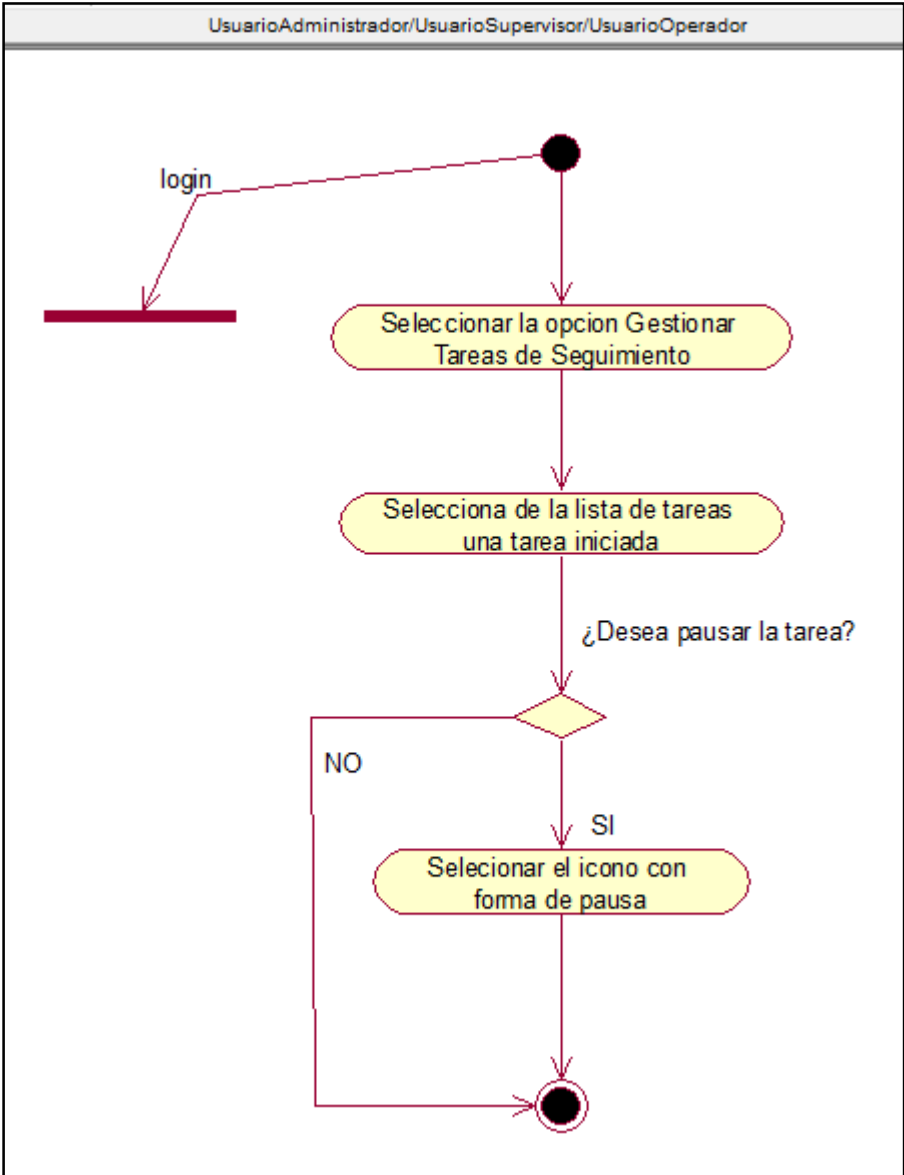 UsuarioAdministrador/UsuarioSupervisor/UsuarioOperador
login
Seleccionar la opcion Gestionar
Tareas de Seguimiento
Selecciona de la lista de tareas
una tarea iniciada
¿Desea pausar la tarea?
NO
SI
Selecionar el icono con
forma de pausa